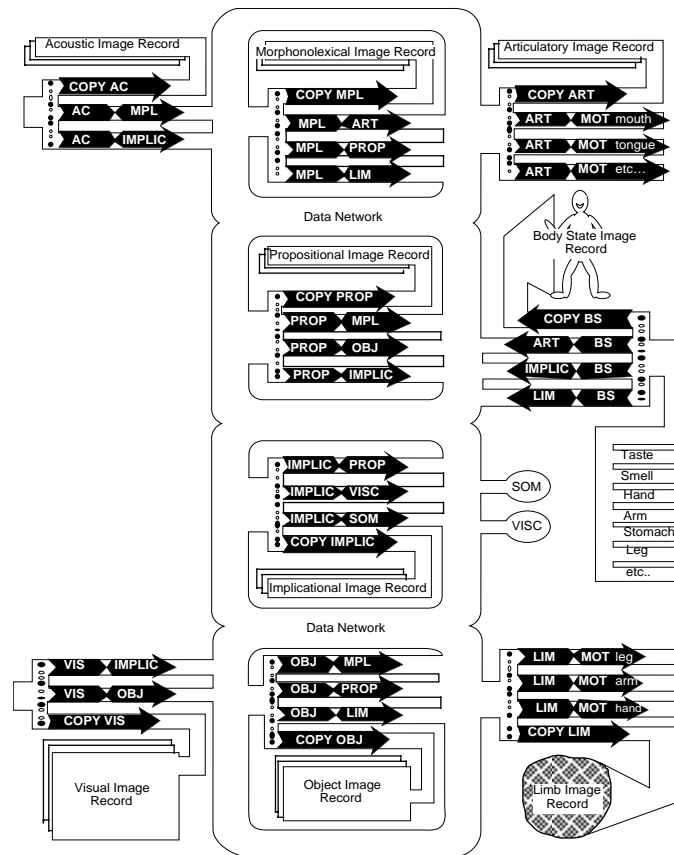 Acoustic Image Record
COPY AC
AC MPL
AC IMPLIC
Morphonolexical Image Record
COPY MPL
MPL ART
MPL PROP
MPL LIM
Articulatory Image Record
COPY ART
ART MOT mouth
ART MOT tongue
ART MOT etc...
Data Network
Body State Image
Record
Propositional Image Record
COPY PROP
PROP MPL
PROP OBJ
PROP IMPLIC
COPY BS
ART BS
IMPLIC BS
LIM BS
IMPLIC PROP
IMPLIC VISC
IMPLIC SOM
COPY IMPLIC
Implicational Image Record
SOM
VISC
Taste
Smell
Hand
Arm
Stomach
Leg
etc..
Data Network
VIS IMPLIC
VIS OBJ
COPY VIS
Visual Image
Record
OBJ MPL
OBJ PROP
OBJ LIM
COPY OBJ
Object Image
Record
LIM MOT leg
LIM MOT arm
LIM MOT hand
COPY LIM
Limb Image
Record